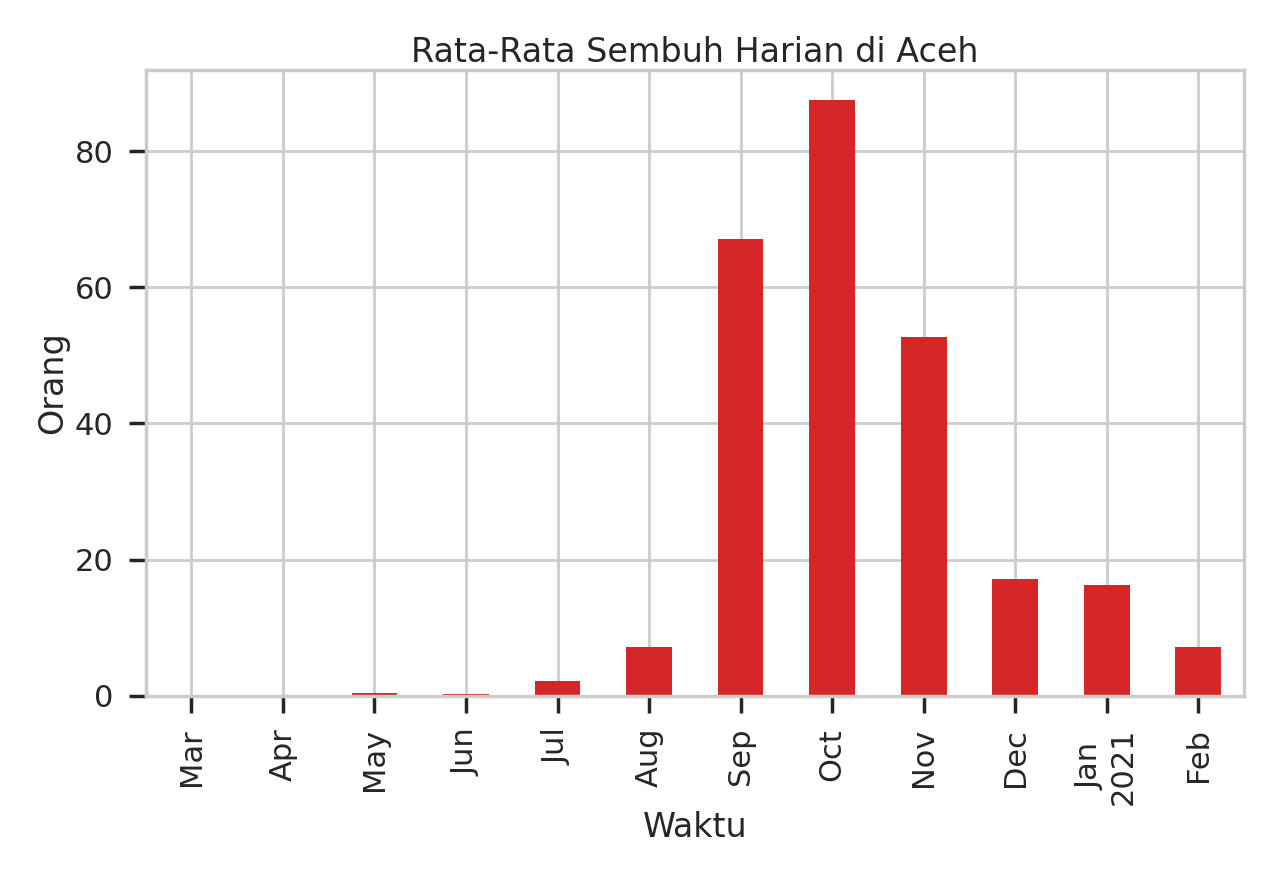 Rata-Rata Sembuh Harian di Aceh
80
60
40
20
0
Orang
Mar
Apr
May
Jun
Jul
Aug
Sep
Oct
Nov
Dec
Jan
2021
Feb
Waktu